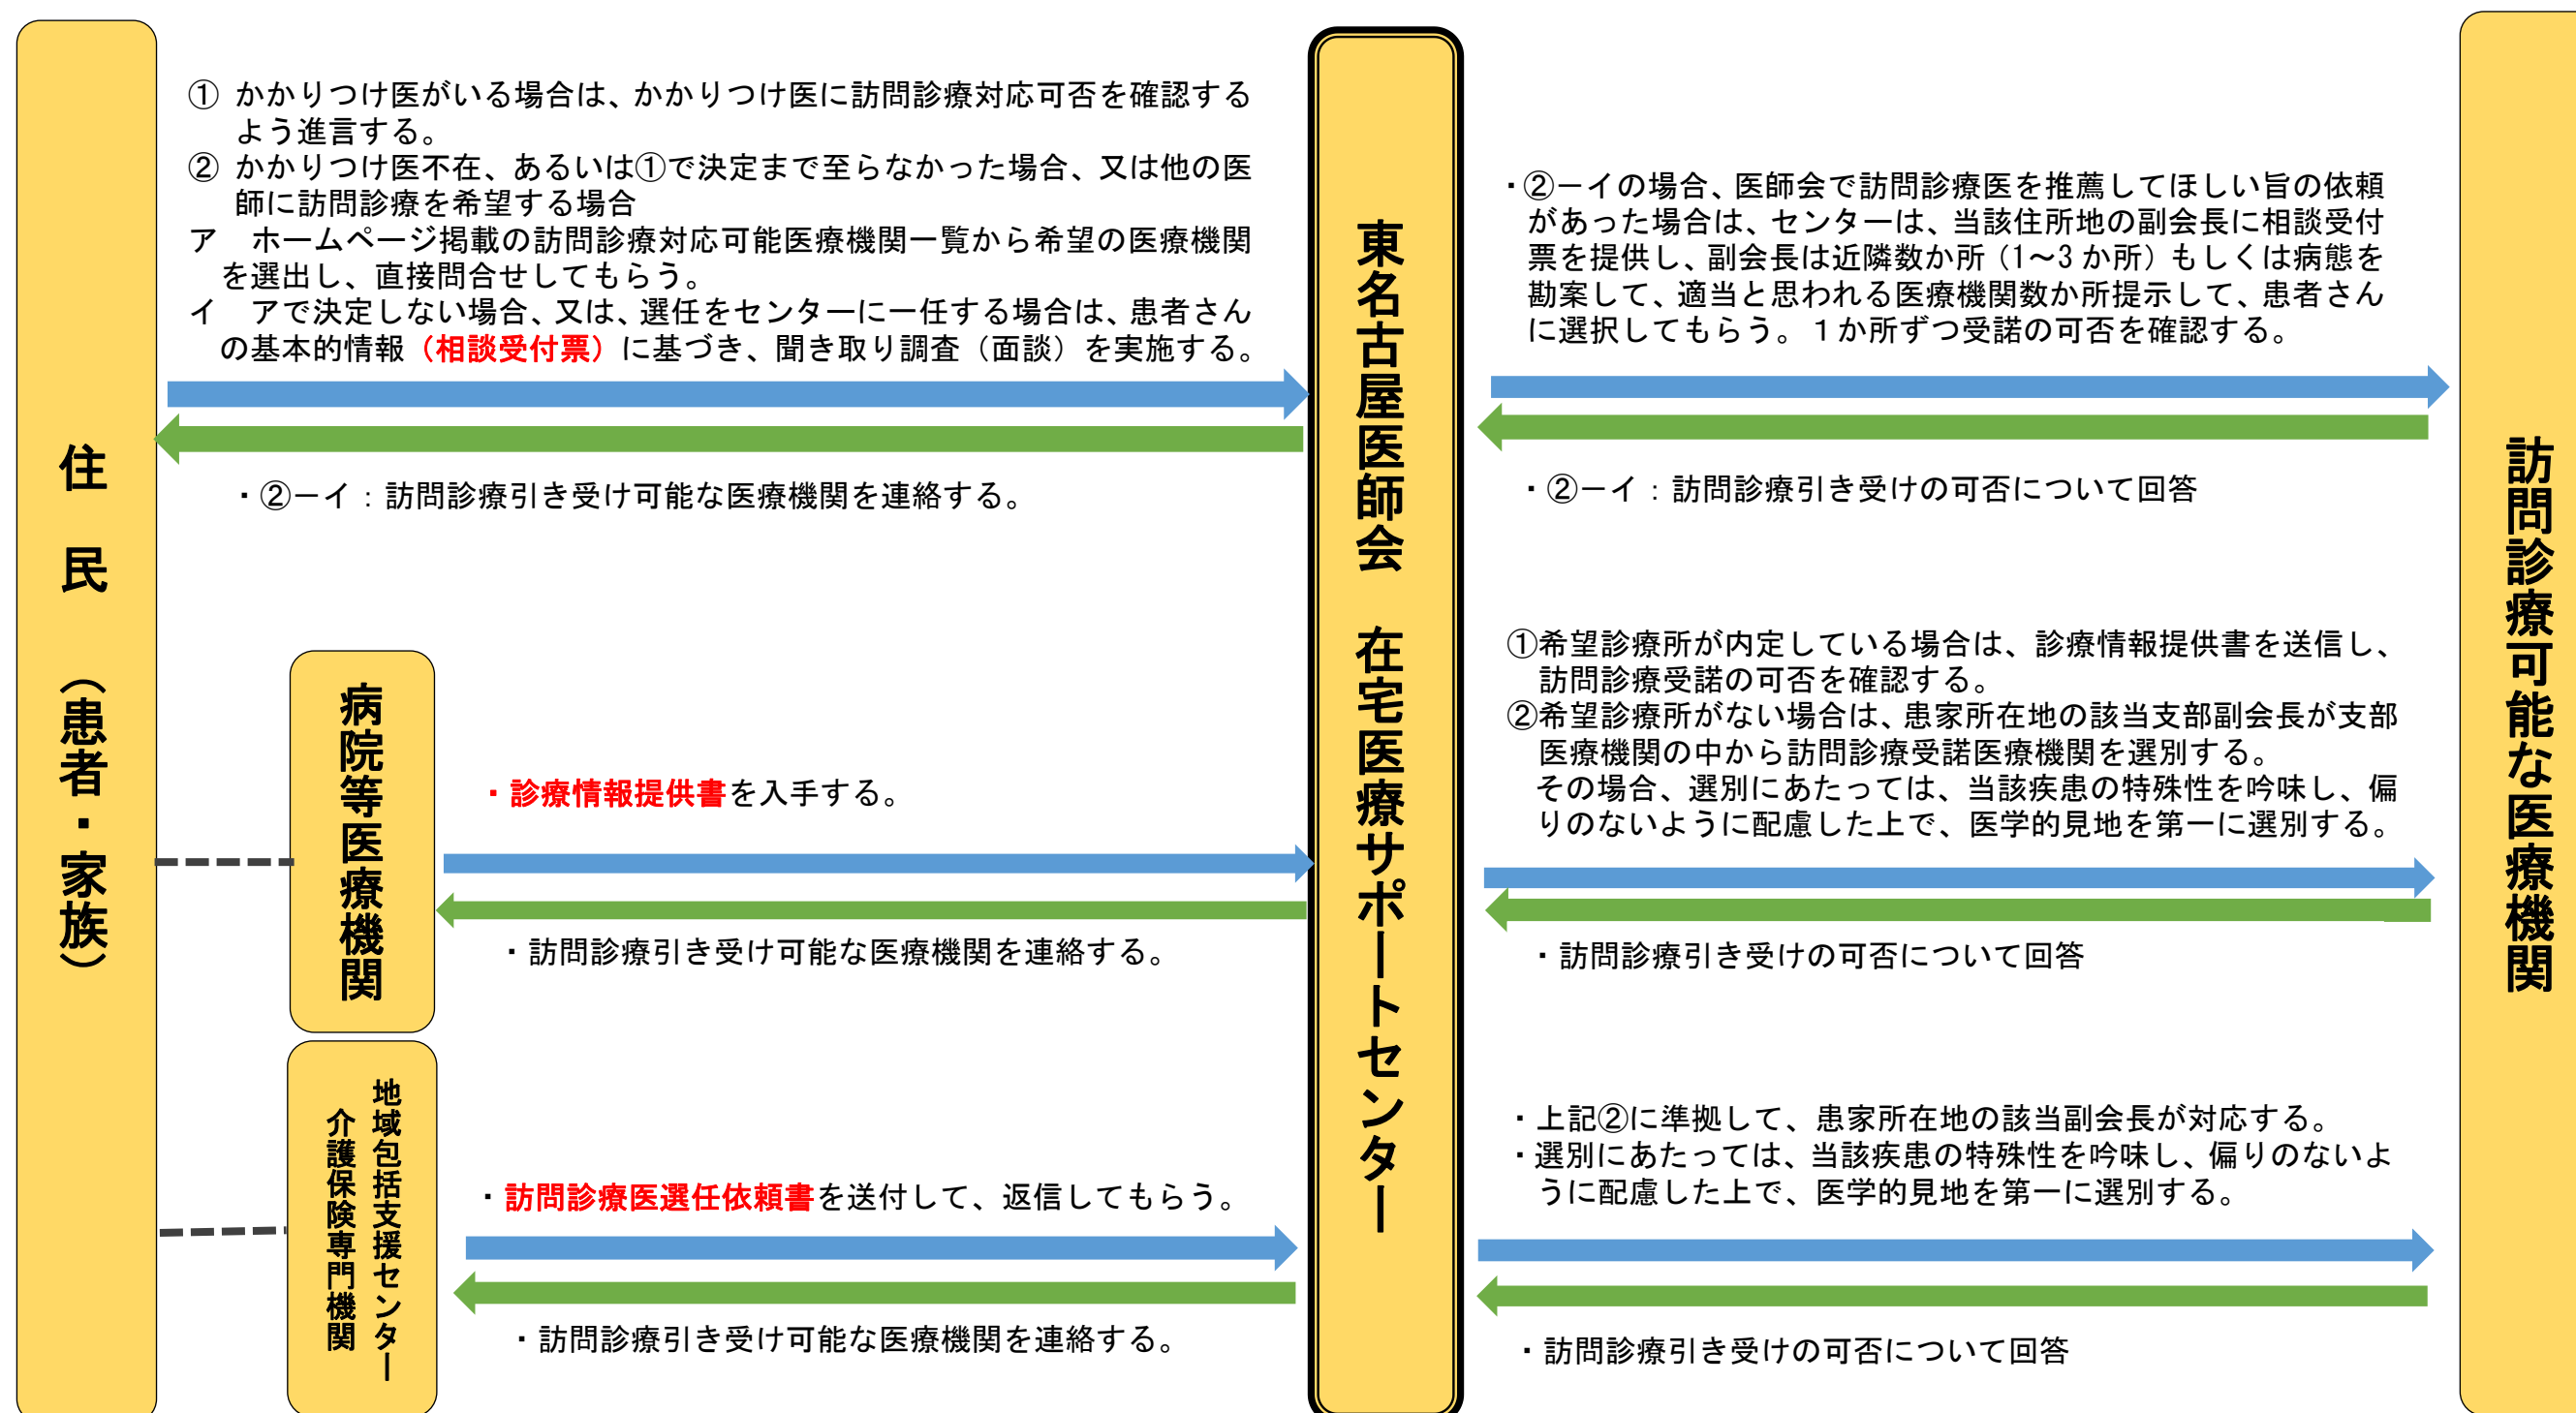 住民（患者・家族）
① かかりつけ医がいる場合は、かかりつけ医に訪問診療対応可否を確認する
よう進言する。
② かかりつけ医不在、あるいは①で決定まで至らなかった場合、又は他の医
師に訪問診療を希望する場合
ア　ホームページ掲載の訪問診療対応可能医療機関一覧から希望の医療機関
を選出し、直接問合せしてもらう。
イ　アで決定しない場合、又は、選任をセンターに一任する場合は、患者さん
の基本的情報（相談受付票）に基づき、聞き取り調査（面談）を実施する。
・②ーイ：訪問診療引き受け可能な医療機関を連絡する。
病院等医療機関
・診療情報提供書を入手する。
・訪問診療引き受け可能な医療機関を連絡する。
地域包括支援センター
介護保険専門機関
・訪問診療医選任依頼書を送付して、返信してもらう。
・訪問診療引き受け可能な医療機関を連絡する。
東名古屋医師会　在宅医療サポートセンター
・②ーイの場合、医師会で訪問診療医を推薦してほしい旨の依頼
があった場合は、センターは、当該住所地の副会長に相談受付
票を提供し、副会長は近隣数か所（1～3か所）もしくは病態を
勘案して、適当と思われる医療機関数か所提示して、患者さん
に選択してもらう。１か所ずつ受諾の可否を確認する。
・②ーイ：訪問診療引き受けの可否について回答
①希望診療所が内定している場合は、診療情報提供書を送信し、
訪問診療受諾の可否を確認する。
②希望診療所がない場合は、患家所在地の該当支部副会長が支部
医療機関の中から訪問診療受諾医療機関を選別する。
その場合、選別にあたっては、当該疾患の特殊性を吟味し、偏
りのないように配慮した上で、医学的見地を第一に選別する。
・訪問診療引き受けの可否について回答
・上記②に準拠して、患家所在地の該当副会長が対応する。
・選別にあたっては、当該疾患の特殊性を吟味し、偏りのないよ
うに配慮した上で、医学的見地を第一に選別する。
・訪問診療引き受けの可否について回答
訪問診療可能な医療機関